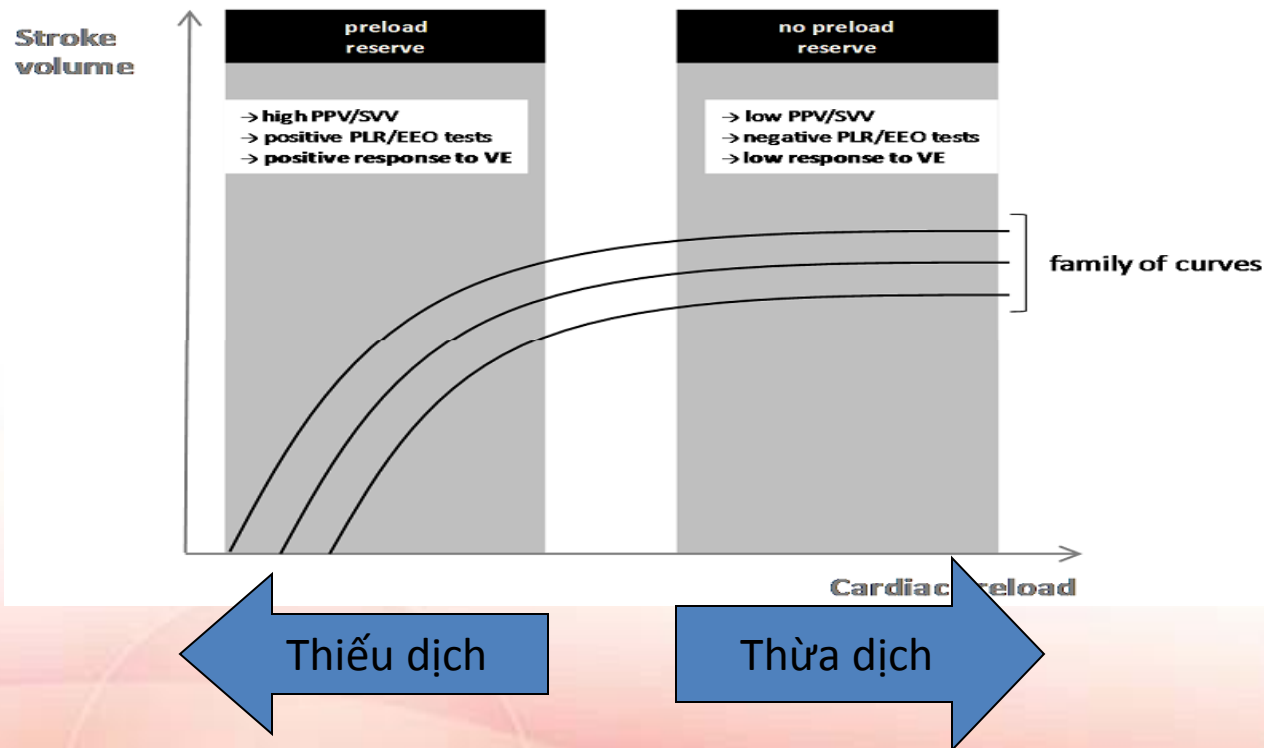 Stroke
volume
preload
reserve
no preload
reserve
→ high PPV/SVV
→ positive PLR/EEO tests
→ positive response to VE
→ low PPV/SVV
→ negative PLR/EEO tests
→ low response to VE
family of curves
Cardiac reload
Thiếu dịch
Thừa dịch